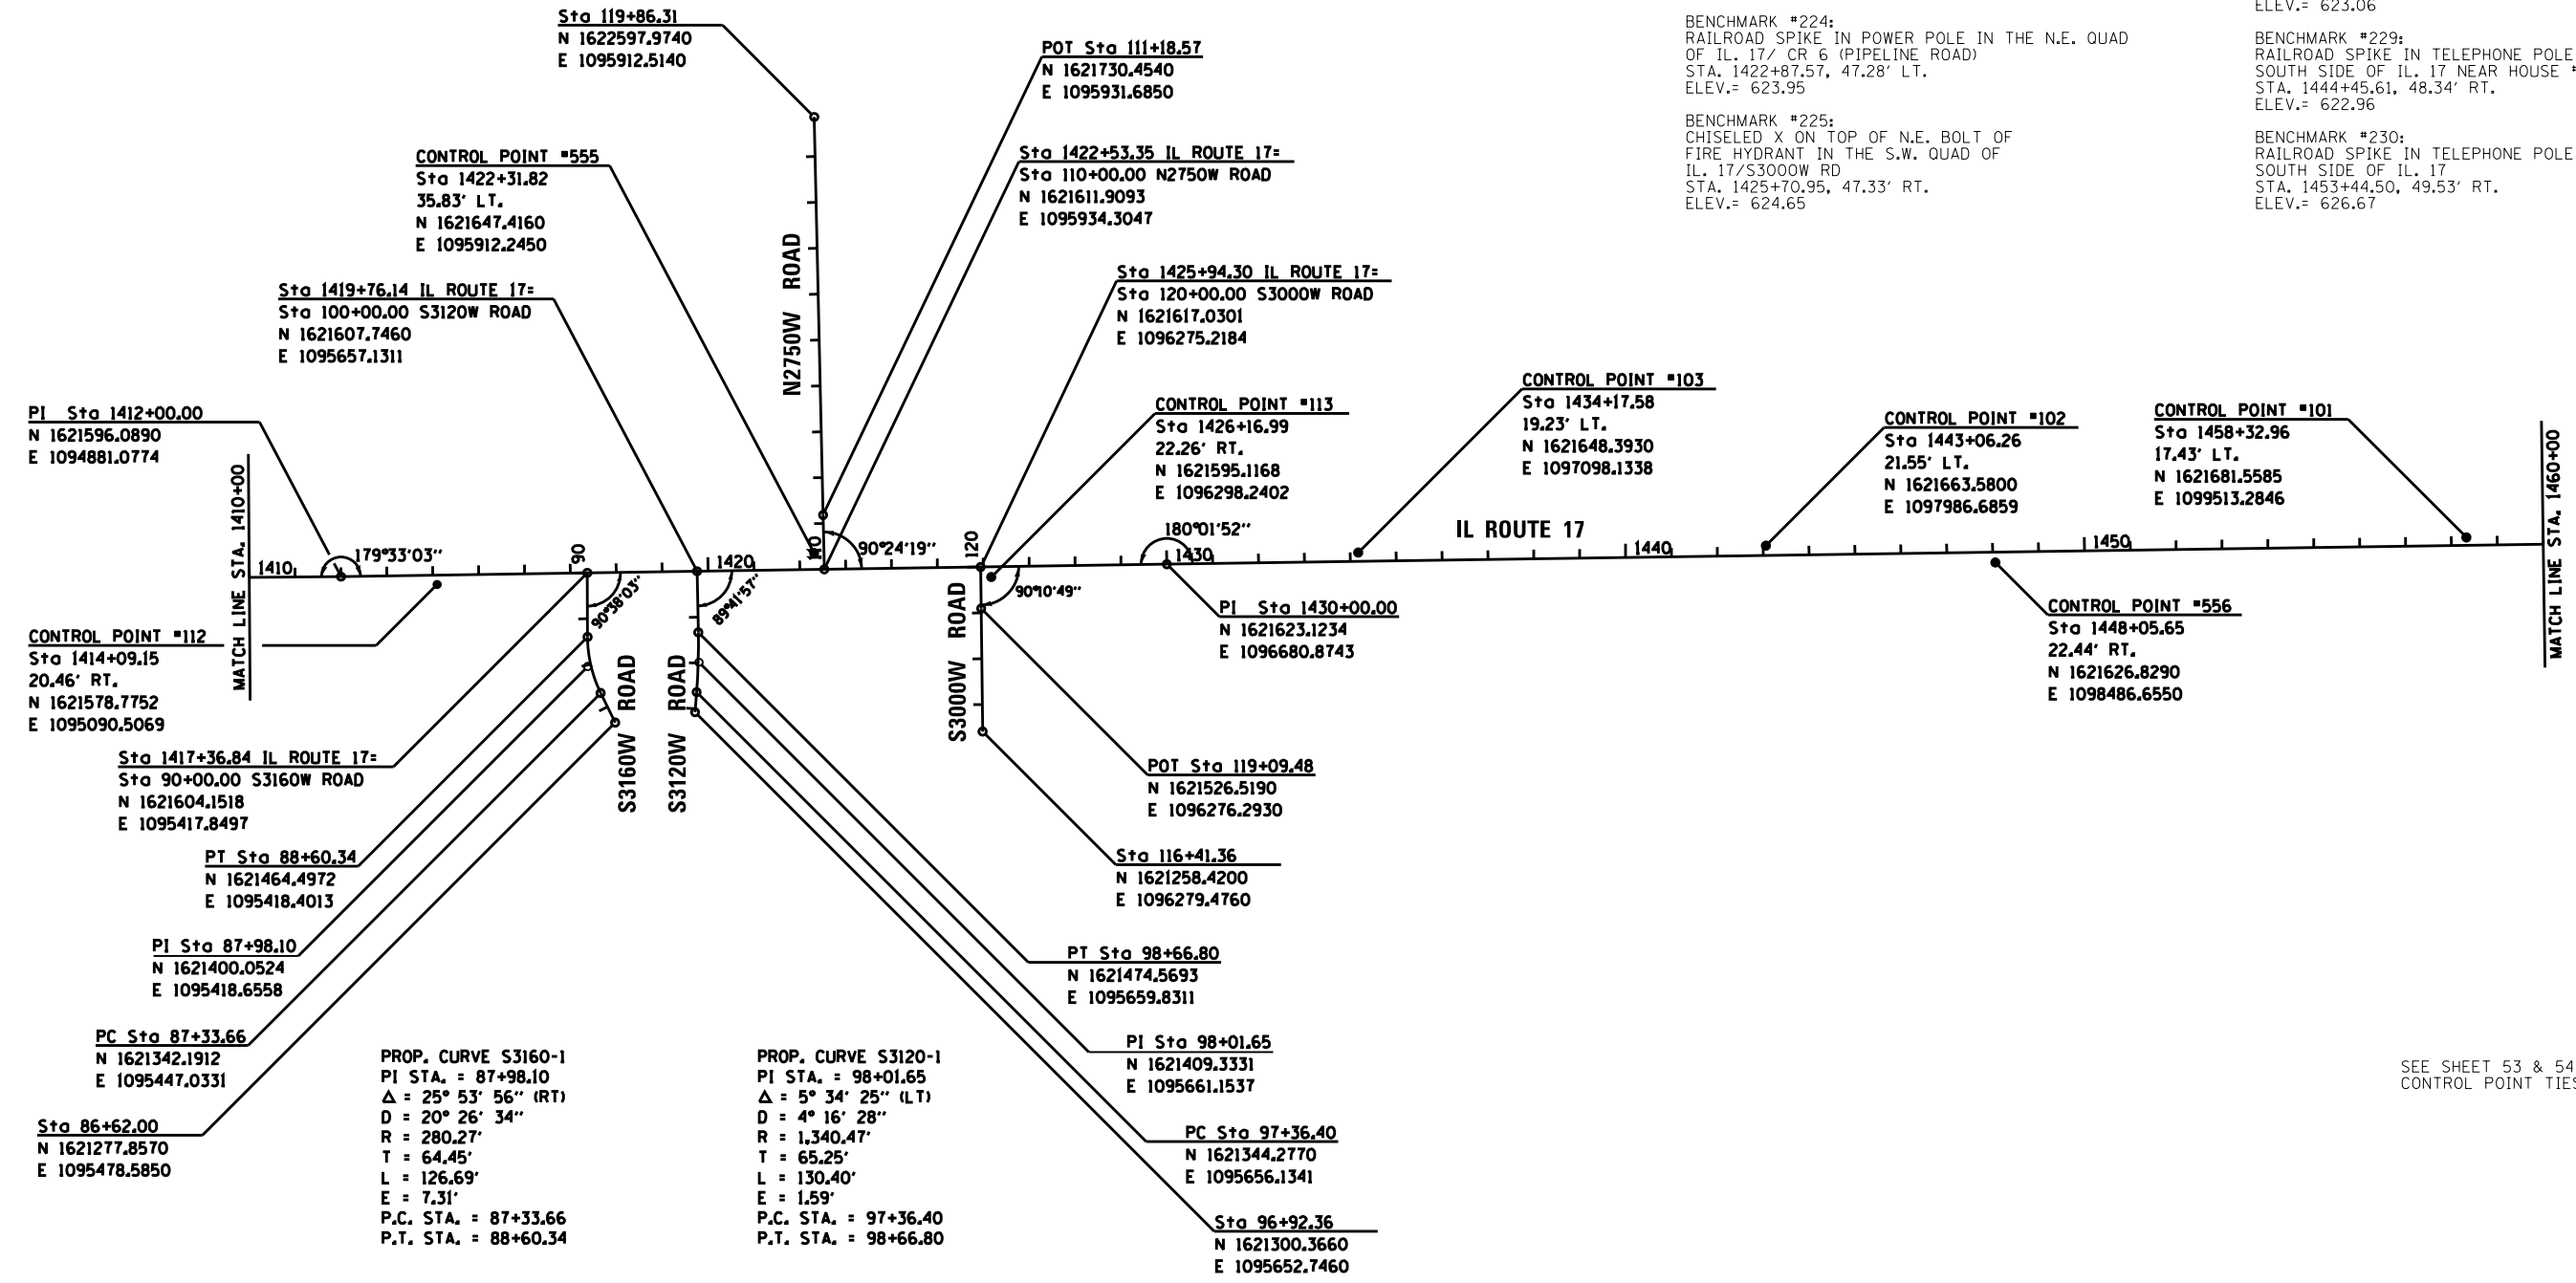 Sta 119+86.31
N 1622597.9740
E 1095912.5140
POT Sta 111+18.57
N 1621730.4540
E 1095931.6850
CONTROL POINT #555
Sta 1422+31.82
35.83' LT.
N 1621647.4160
E 1095912.2450
Sta 1422+53.35 IL ROUTE 17=
Sta 110+00.00 N2750W ROAD
N 1621611.9093
E 1095934.3047
Sta 1419+76.14 IL ROUTE 17=
Sta 100+00.00 S3120W ROAD
N 1621607.7460
E 1095657.1311
Sta 1425+94.30 IL ROUTE 17=
Sta 120+00.00 S3000W ROAD
N 1621617.0301
E 1096275.2184
PI Sta 1412+00.00
N 1621596.0890
E 1094881.0774
CONTROL POINT #113
Sta 1426+16.99
22.26' RT.
N 1621595.1168
E 1096298.2402
CONTROL POINT #103
Sta 1434+17.58
19.23' LT.
N 1621648.3930
E 1097098.1338
CONTROL POINT #102
Sta 1443+06.26
21.55' LT.
N 1621663.5800
E 1097986.6859
CONTROL POINT #101
Sta 1458+32.96
17.43' LT.
N 1621681.5585
E 1099513.2846
BENCHMARK #224:
RAILROAD SPIKE IN POWER POLE IN THE N.E. QUAD
OF IL. 17/ CR 6 (PIPELINE ROAD)
STA. 1422+87.57, 47.28' LT.
ELEV.= 623.95
BENCHMARK #225:
CHISELED X ON TOP OF N.E. BOLT OF
FIRE HYDRANT IN THE S.W. QUAD OF
IL. 17/S3000W RD
STA. 1425+70.95, 47.33' RT.
ELEV.= 624.65
ELEV.= 623.06
BENCHMARK #229:
RAILROAD SPIKE IN TELEPHONE POLE
SOUTH SIDE OF IL. 17 NEAR HOUSE #
STA. 1444+45.61, 48.34' RT.
ELEV.= 622.96
BENCHMARK #230:
RAILROAD SPIKE IN TELEPHONE POLE
SOUTH SIDE OF IL. 17
STA. 1453+44.50, 49.53' RT.
ELEV.= 626.67
MATCH LINE STA. 1410+00
1410
179°33'03"
90
90°38'03"
89°41'57"
1420
N2750W ROAD
110
90°24'19"
120
90°10'49"
180°01'52"
1430
IL ROUTE 17
1440
1450
MATCH LINE STA. 1460+00
S3160W ROAD
S3120W ROAD
S3000W ROAD
CONTROL POINT #112
Sta 1414+09.15
20.46' RT.
N 1621578.7752
E 1095090.5069
PI Sta 1430+00.00
N 1621623.1234
E 1096680.8743
CONTROL POINT #556
Sta 1448+05.65
22.44' RT.
N 1621626.8290
E 1098486.6550
Sta 1417+36.84 IL ROUTE 17=
Sta 90+00.00 S3160W ROAD
N 1621604.1518
E 1095417.8497
POT Sta 119+09.48
N 1621526.5190
E 1096276.2930
PT Sta 88+60.34
N 1621464.4972
E 1095418.4013
Sta 116+41.36
N 1621258.4200
E 1096279.4760
PI Sta 87+98.10
N 1621400.0524
E 1095418.6558
PT Sta 98+66.80
N 1621474.5693
E 1095659.8311
PC Sta 87+33.66
N 1621342.1912
E 1095447.0331
PI Sta 98+01.65
N 1621409.3331
E 1095661.1537
Sta 86+62.00
N 1621277.8570
E 1095478.5850
PC Sta 97+36.40
N 1621344.2770
E 1095656.1341
Sta 96+92.36
N 1621300.3660
E 1095652.7460
PROP. CURVE S3160-1
PI STA. = 87+98.10
Δ = 25° 53' 56" (RT)
D = 20° 26' 34"
R = 280.27'
T = 64.45'
L = 126.69'
E = 7.31'
P.C. STA. = 87+33.66
P.T. STA. = 88+60.34
PROP. CURVE S3120-1
PI STA. = 98+01.65
Δ = 5° 34' 25" (LT)
D = 4° 16' 28"
R = 1,340.47'
T = 65.25'
L = 130.40'
E = 1.59'
P.C. STA. = 97+36.40
P.T. STA. = 98+66.80
SEE SHEET 53 & 54
CONTROL POINT TIES